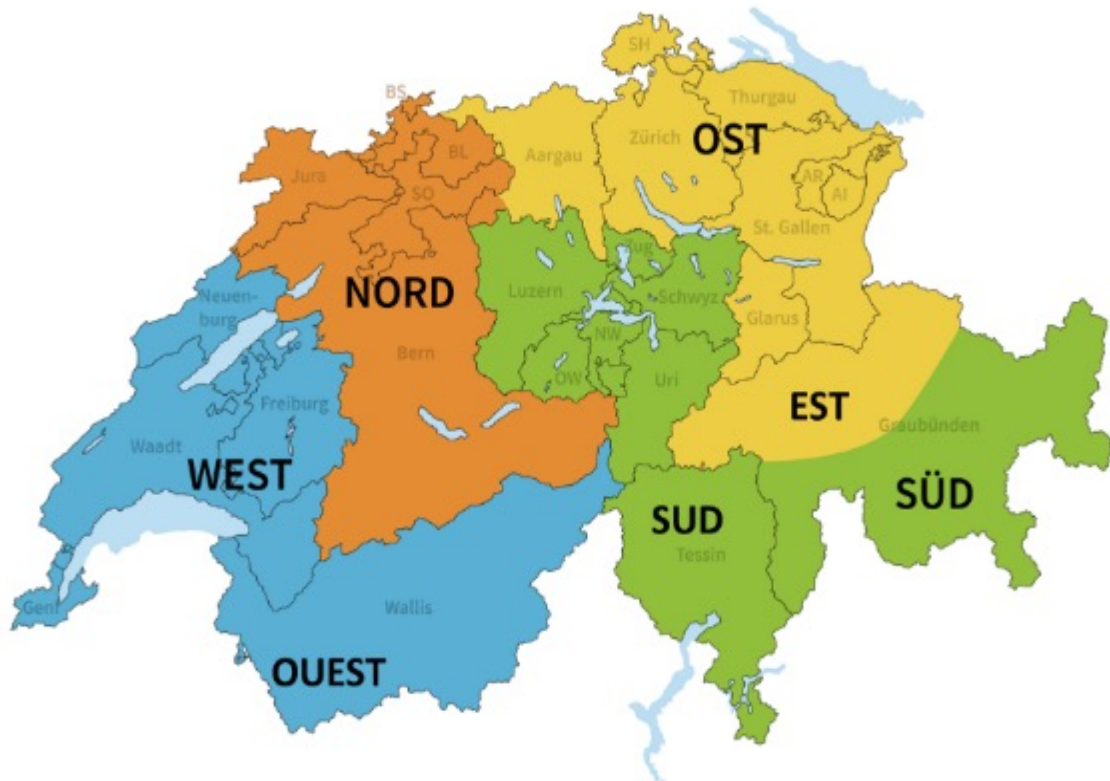 SH
BS
Thurgau
Zürich
OST
BL
Aargau
Jura
SO
AR
AI
St. Gallen
Zug
NORD
Luzern
Schwyz
Neuen-
burg
Glarus
NW
Bern
OW
Uri
Freiburg
EST
Graubünden
Waadt
WEST
SÜD
SUD
Tessin
Genf
Wallis
OUEST